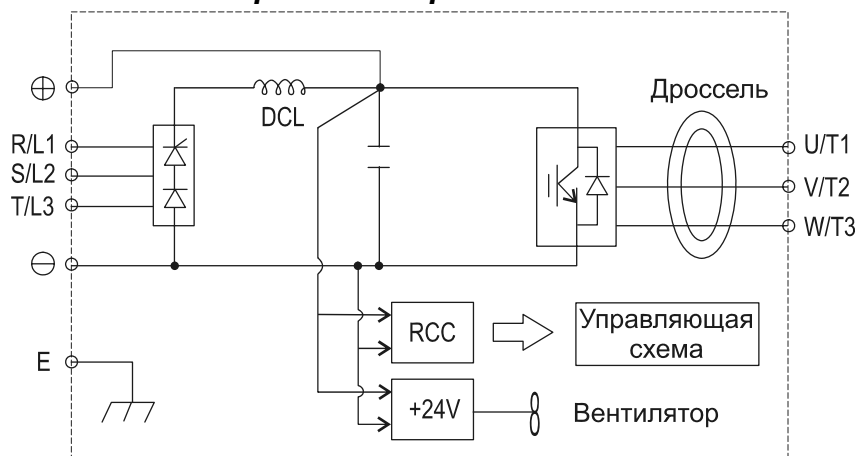 ⊕
DCL
Дроссель
R/L1
S/L2
T/L3
U/T1
V/T2
W/T3
⊖
RCC
Управляющая
схема
E
+24V
Вентилятор